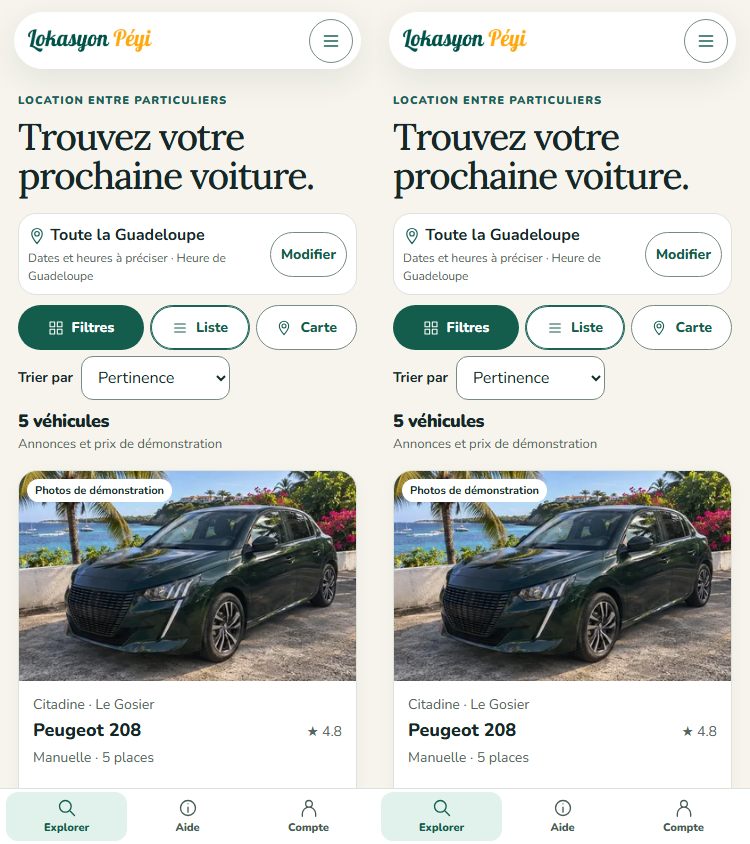 Lokasyon Péyi
LOCATION ENTRE PARTICULIERS
Trouvez votre
prochaine voiture.
Toute la Guadeloupe
Dates et heures à préciser · Heure de
Guadeloupe
Modifier
Filtres
Liste
Carte
Trier par
Pertinence
5 véhicules
Annonces et prix de démonstration
Photos de démonstration
Citadine · Le Gosier
Peugeot 208
★ 4.8
Manuelle · 5 places
Explorer
Aide
Compte
Lokasyon Péyi
LOCATION ENTRE PARTICULIERS
Trouvez votre
prochaine voiture.
Toute la Guadeloupe
Dates et heures à préciser · Heure de
Guadeloupe
Modifier
Filtres
Liste
Carte
Trier par
Pertinence
5 véhicules
Annonces et prix de démonstration
Photos de démonstration
Citadine · Le Gosier
Peugeot 208
★ 4.8
Manuelle · 5 places
Explorer
Aide
Compte